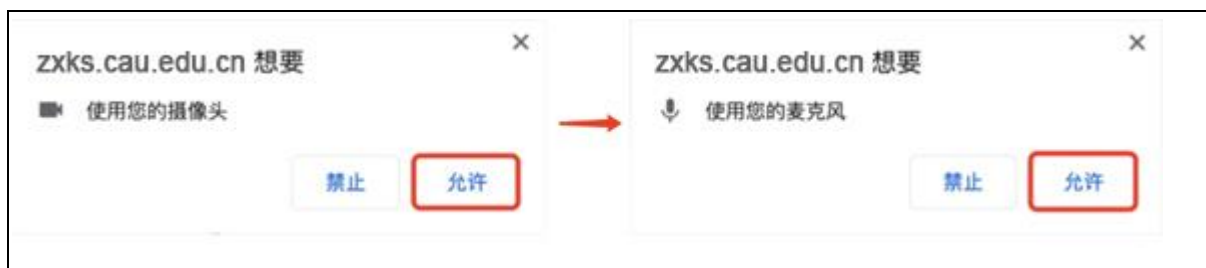 zxks.cau.edu.cn 想要
使用您的摄像头
禁止 允许
zxks.cau.edu.cn 想要
使用您的麦克风
禁止 允许